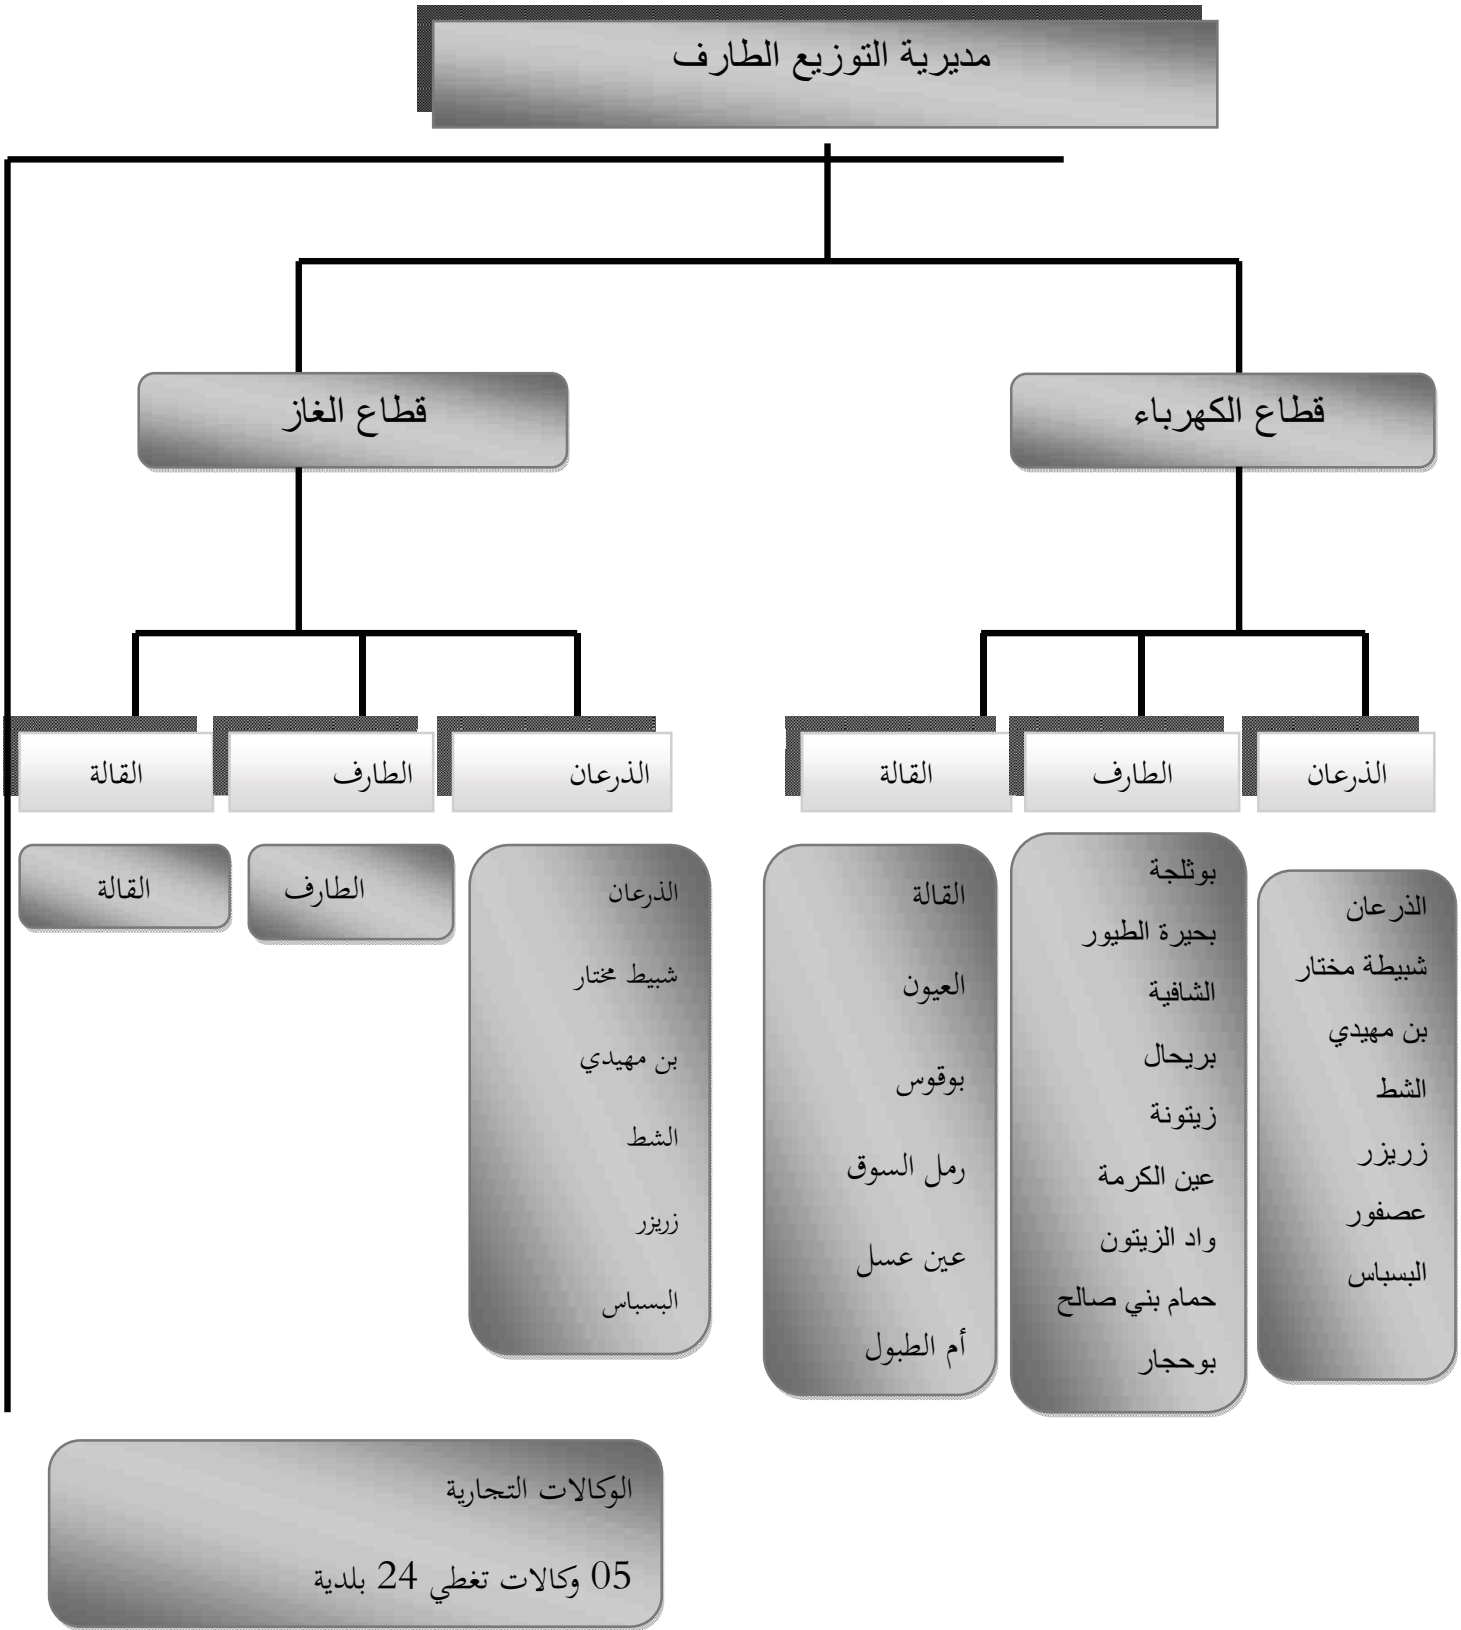 مديرية التوزيع الطارف
قطاع الكهرباء
قطاع الغاز
الذرعان
الطارف
القالة
الذرعان
الطارف
القالة
الذرعان
شبيطة مختار
بن مهيدي
الشط
زريزر
عصفور
البسباس
بوثلجة
بحيرة الطيور
الشافية
بريحال
زيتونة
عين الكرمة
واد الزيتون
حمام بني صالح
بوحجار
القالة
العيون
بوقوس
رمل السوق
عين عسل
أم الطبول
الذرعان
شبيط مختار
بن مهيدي
الشط
زريزر
البسباس
الطارف
القالة
الوكالات التجارية
05 وكالات تغطي 24 بلدية